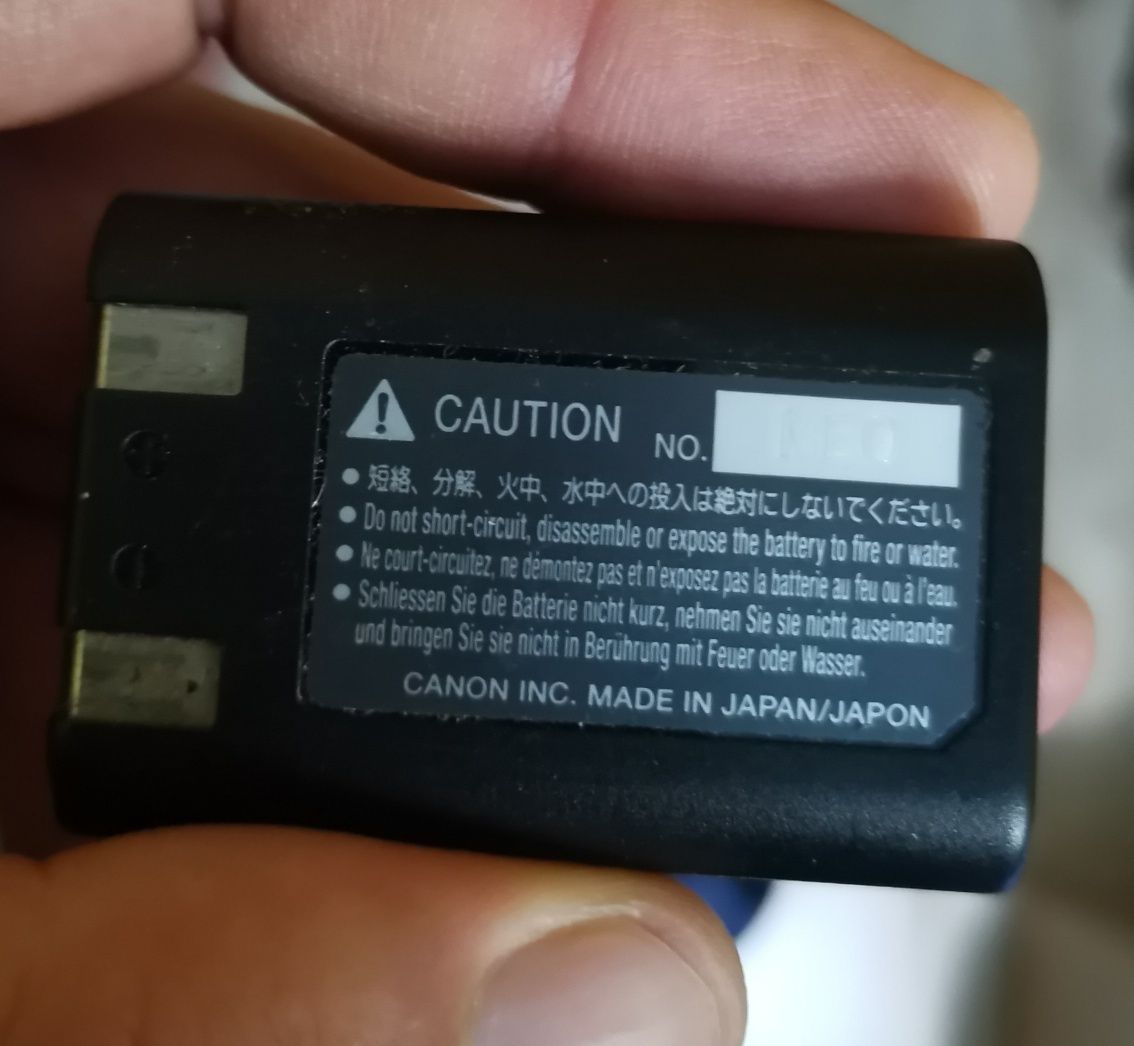 CAUTION NO.
● 短絡、分解、火中、水中への投入は絶対にしないでください。
● Do not short-circuit, disassemble or expose the battery to fire or water.
● Ne court-circuitez, ne démontez pas et n'exposez pas la batterie au feu ou à l'eau.
● Schliessen Sie die Batterie nicht kurz, nehmen Sie sie nicht auseinander
und bringen Sie sie nicht in Berührung mit Feuer oder Wasser.
CANON INC. MADE IN JAPAN/JAPON